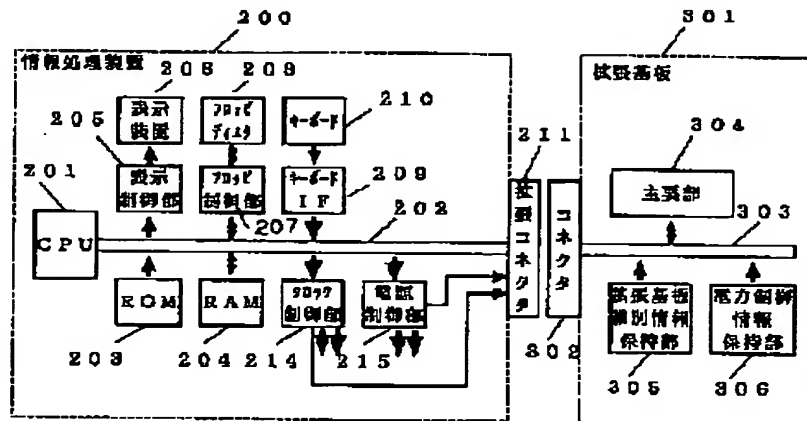 200
301
情報処理装置
拡張基板
206
208
210
表示
装置
フロッピ
ディスク
キーボード
205
211
304
201
表示
制御部
フロッピ
制御部
キーボード
IF
209
主要部
202
303
CPU
207
拡張コネクタ
コネクタ
ROM
RAM
クロック
制御部
電源
制御部
拡張基板
識別情報
保持部
電力制御
情報
保持部
203
204
214
215
302
305
306